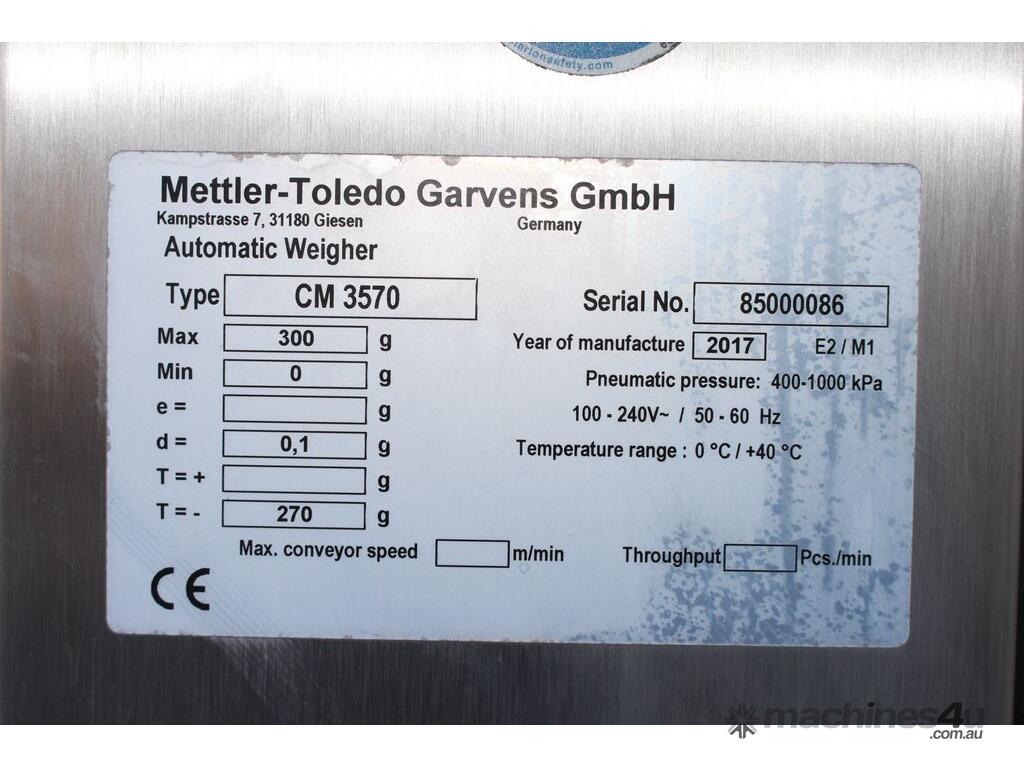 arionsafety.com
Mettler-Toledo Garvens GmbH
Kampstrasse 7, 31180 Giesen Germany
Automatic Weigher
Type CM 3570 Serial No. 85000086
Max 300 g Year of manufacture 2017 E2 / M1
Min 0 g Pneumatic pressure: 400-1000 kPa
e = g 100 - 240V~ / 50 - 60 Hz
d = 0,1 g Temperature range : 0 °C / +40 °C
T = + g
T = - 270 g
Max. conveyor speed m/min Throughput Pcs./min
CE
machines4u
.com.au